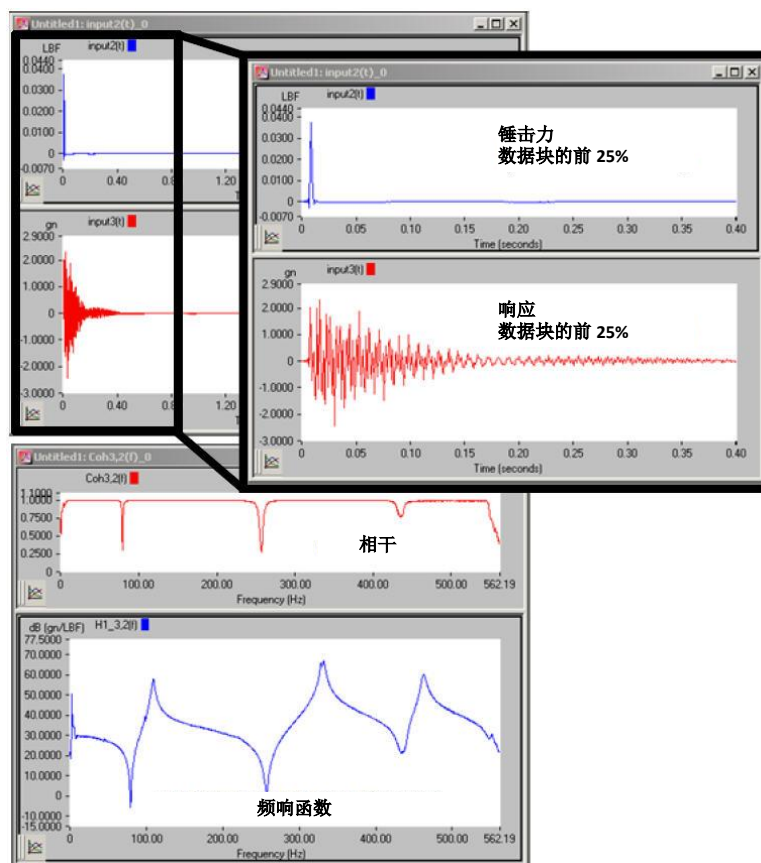 Untitled1: input2(t)_0
LBF input2(t)
0.0440
0.0400
0.0300
0.0200
0.0100
0
-0.0070
0 0.40 0.8 1.20
gn input3(t)
2.9000
2.0000
1.0000
0
-1.0000
-2.0000
-3.0000
0 0.40 0.80 1.20
Untitled1: input2(t)_0
LBF input2(t)
0.0440
0.0400
0.0300
0.0200
0.0100
0
-0.0070
锤击力
数据块的前 25%
0 0.05 0.10 0.15 0.20 0.25 0.30 0.35 0.40
Time (seconds)
gn input3(t)
2.9000
2.0000
1.0000
0
-1.0000
-2.0000
-3.0000
响应
数据块的前 25%
0 0.05 0.10 0.15 0.20 0.25 0.30 0.35 0.40
Time (seconds)
Untitled1: Coh3,2(f)_0
Coh3,2(f)
1.1000
1.0000
0.7500
0.5000
0.2500
0
相干
0 100.00 200.00 300.00 400.00 500.00 562.19
Frequency (Hz)
dB (gn/LBF) H1_3,2(f)
77.5000
70.0000
60.0000
50.0000
40.0000
30.0000
20.0000
10.0000
0
-10.0000
-15.0000
频响函数
0 100.00 200.00 300.00 400.00 500.00 562.19
Frequency (Hz)